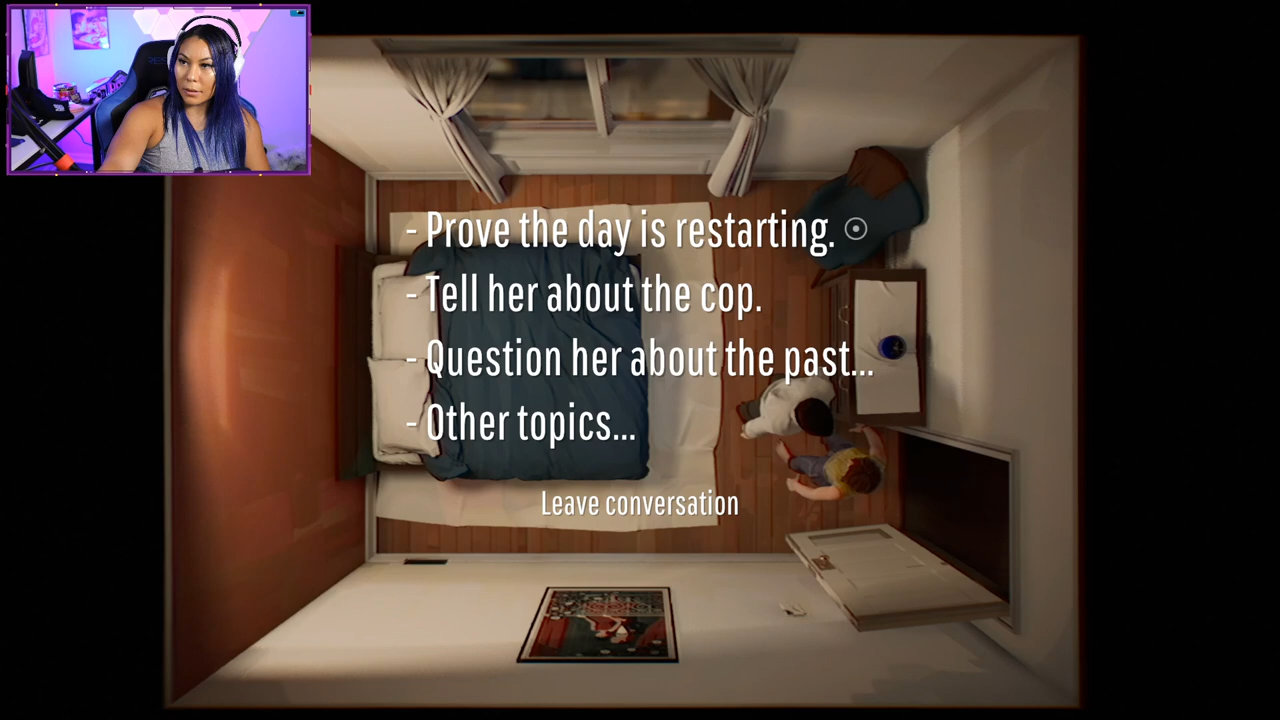 - Prove the day is restarting.
- Tell her about the cop.
- Question her about the past...
- Other topics...
Leave conversation